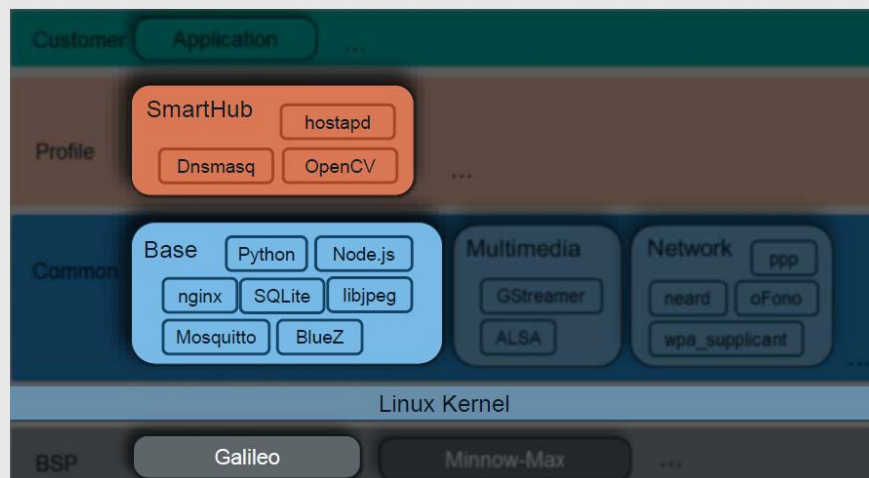 Customer Application ...
Profile
SmartHub
hostapd
Dnsmasq OpenCV
...
Common
Base Python Node.js
nginx SQLite libjpeg
Mosquitto BlueZ
Multimedia
GStreamer
ALSA
Network
ppp
neard oFono
wpa_supplicant
...
Linux Kernel
BSP Galileo Minnow-Max ...